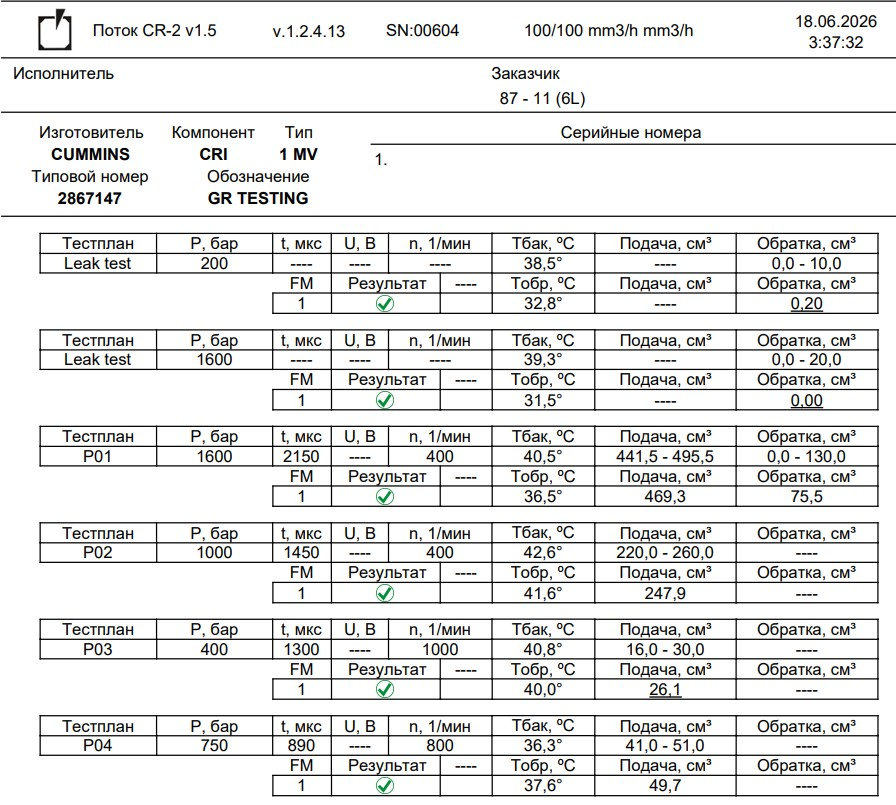 Поток CR-2 v1.5 v.1.2.4.13 SN:00604 100/100 mm3/h mm3/h 18.06.2026
3:37:32
Исполнитель Заказчик
87 - 11 (6L)
Изготовитель Компонент Тип Серийные номера
CUMMINS CRI 1 MV 1.
Типовой номер Обозначение
2867147 GR TESTING
Тестплан P, бар t, мкс U, В n, 1/мин Tбак, ºC Подача, см³ Обратка, см³
Leak test 200 ---- ---- ---- 38,5° ---- 0,0 - 10,0
FM Результат ---- Tобр, ºC Подача, см³ Обратка, см³
1 32,8° ---- 0,20
Тестплан P, бар t, мкс U, В n, 1/мин Tбак, ºC Подача, см³ Обратка, см³
Leak test 1600 ---- ---- ---- 39,3° ---- 0,0 - 20,0
FM Результат ---- Tобр, ºC Подача, см³ Обратка, см³
1 31,5° ---- 0,00
Тестплан P, бар t, мкс U, В n, 1/мин Tбак, ºC Подача, см³ Обратка, см³
P01 1600 2150 ---- 400 40,5° 441,5 - 495,5 0,0 - 130,0
FM Результат ---- Tобр, ºC Подача, см³ Обратка, см³
1 36,5° 469,3 75,5
Тестплан P, бар t, мкс U, В n, 1/мин Tбак, ºC Подача, см³ Обратка, см³
P02 1000 1450 ---- 400 42,6° 220,0 - 260,0 ----
FM Результат ---- Tобр, ºC Подача, см³ Обратка, см³
1 41,6° 247,9 ----
Тестплан P, бар t, мкс U, В n, 1/мин Tбак, ºC Подача, см³ Обратка, см³
P03 400 1300 ---- 1000 40,8° 16,0 - 30,0 ----
FM Результат ---- Tобр, ºC Подача, см³ Обратка, см³
1 40,0° 26,1 ----
Тестплан P, бар t, мкс U, В n, 1/мин Tбак, ºC Подача, см³ Обратка, см³
P04 750 890 ---- 800 36,3° 41,0 - 51,0 ----
FM Результат ---- Tобр, ºC Подача, см³ Обратка, см³
1 37,6° 49,7 ----